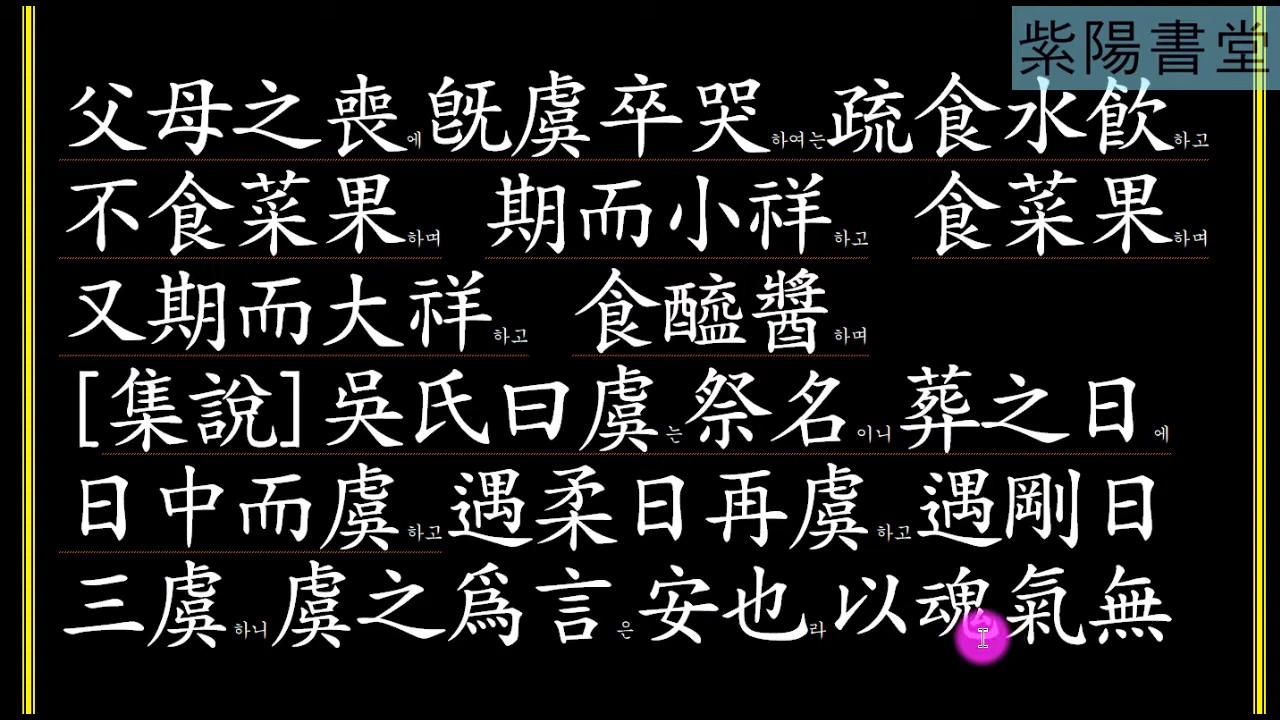 紫陽書堂
父母之喪에 旣虞卒哭하여는 疏食水飮하고
不食菜果하며 期而小祥하고 食菜果하며
又期而大祥하고 食醯醬하며
[集說] 吳氏曰虞는 祭名이니 葬之日에
日中而虞하고 遇柔日再虞하고 遇剛日
三虞하니 虞之爲言은 安也라 以魂氣無